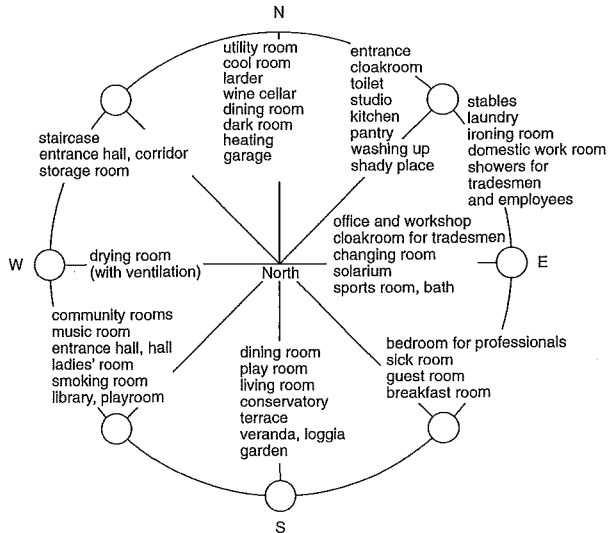 N
utility room
cool room
larder
wine cellar
dining room
dark room
heating
garage
entrance
cloakroom
toilet
studio
kitchen
pantry
washing up
shady place
stables
laundry
ironing room
domestic work room
showers for
tradesmen
and employees
staircase
entrance hall, corridor
storage room
W
drying room
(with ventilation)
North
office and workshop
cloakroom for tradesmen
changing room
solarium
sports room, bath
E
community rooms
music room
entrance hall, hall
ladies' room
smoking room
library, playroom
dining room
play room
living room
conservatory
terrace
veranda, loggia
garden
bedroom for professionals
sick room
guest room
breakfast room
S